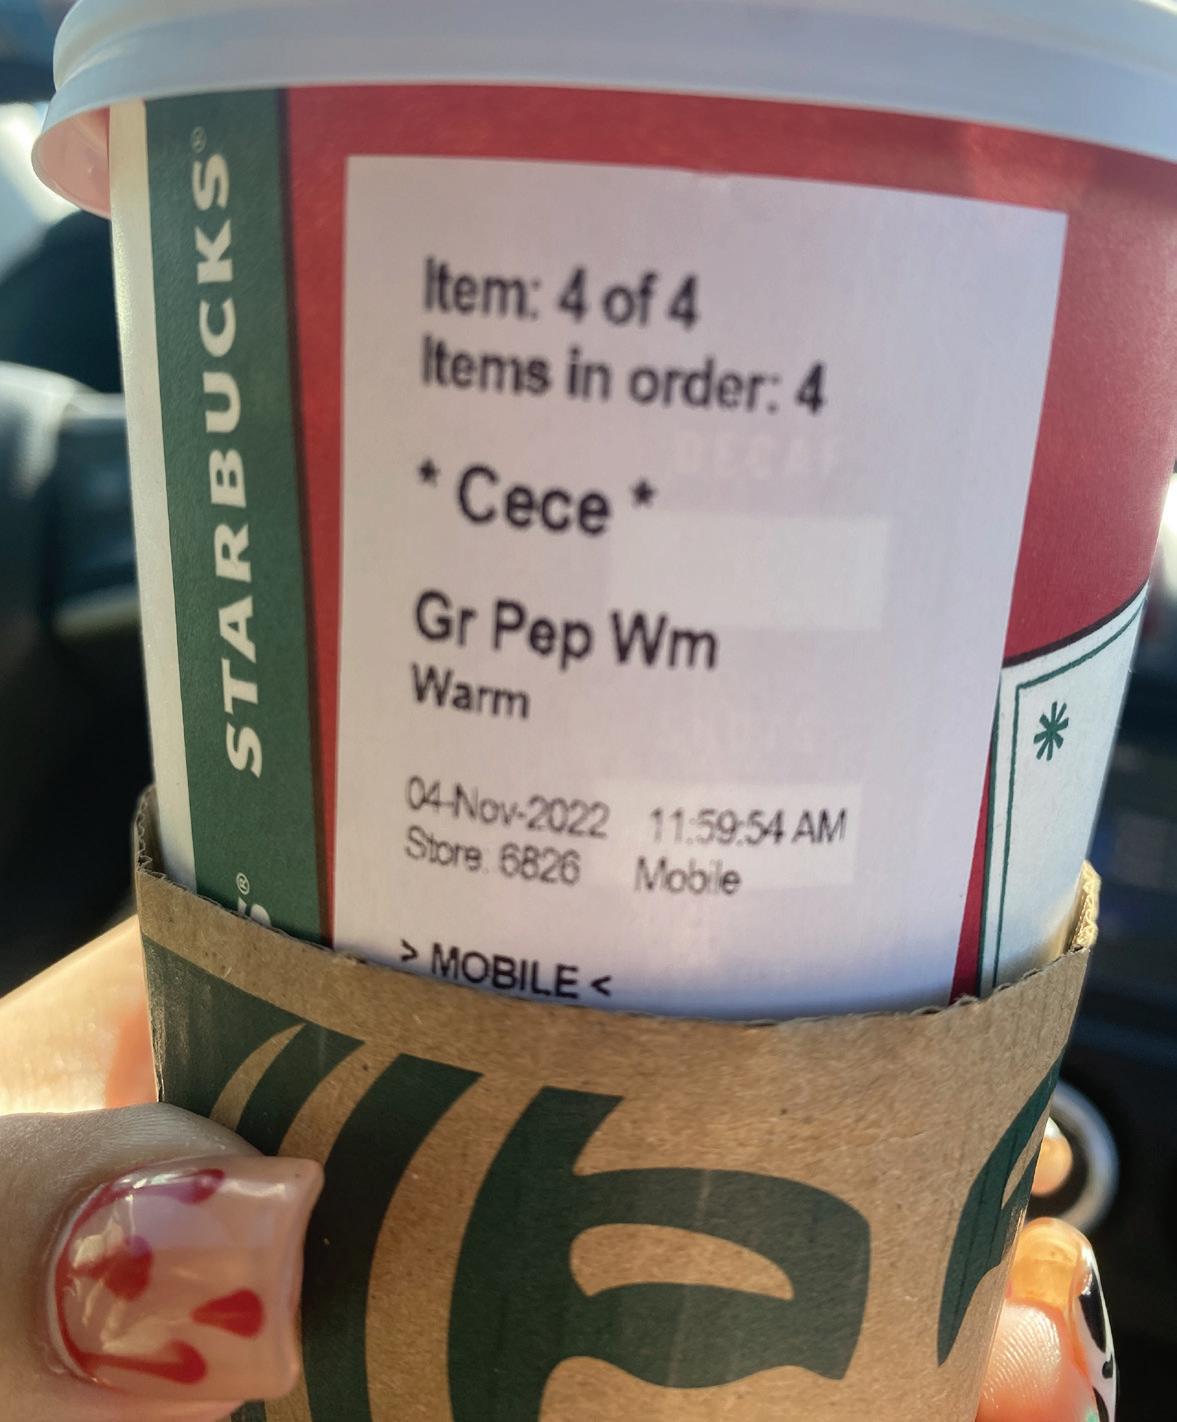 STARBUCKS®
S®
Item: 4 of 4
Items in order: 4
DECAF
* Cece *
Gr Pep Wm
Warm
04-Nov-2022 11:59:54 AM
Store: 6826 Mobile
> MOBILE <